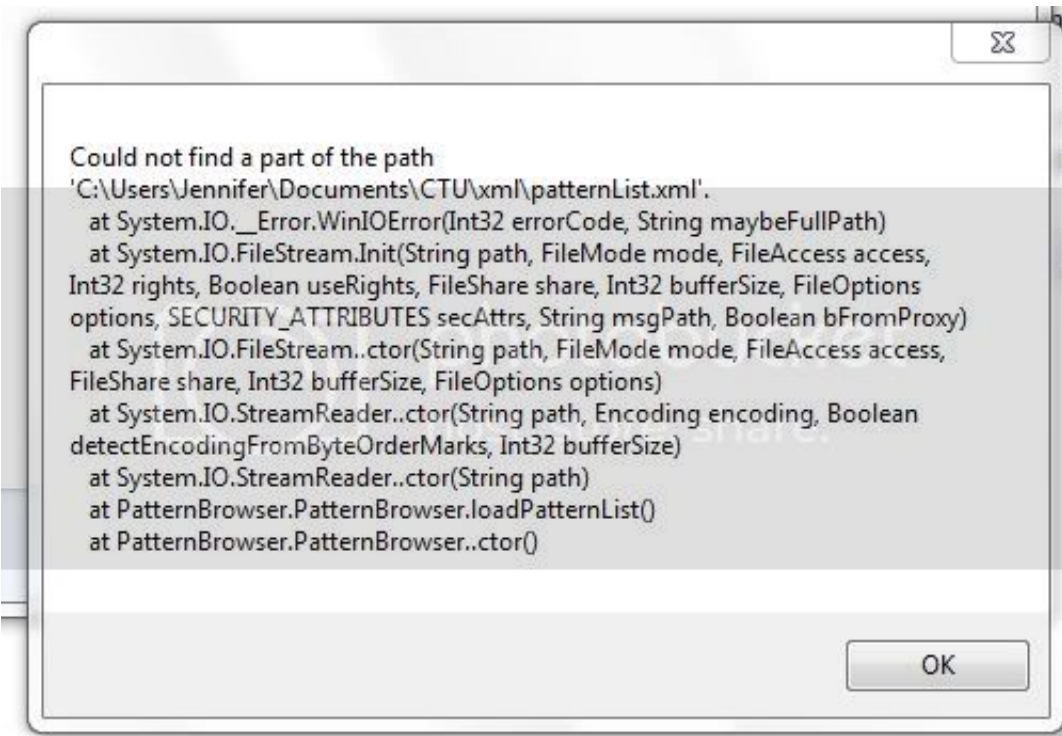 Could not find a part of the path
'C:\Users\Jennifer\Documents\CTU\xml\patternList.xml'.
at System.IO.__Error.WinIOError(Int32 errorCode, String maybeFullPath)
at System.IO.FileStream.Init(String path, FileMode mode, FileAccess access,
Int32 rights, Boolean useRights, FileShare share, Int32 bufferSize, FileOptions
options, SECURITY_ATTRIBUTES secAttrs, String msgPath, Boolean bFromProxy)
at System.IO.FileStream..ctor(String path, FileMode mode, FileAccess access,
FileShare share, Int32 bufferSize, FileOptions options)
at System.IO.StreamReader..ctor(String path, Encoding encoding, Boolean
detectEncodingFromByteOrderMarks, Int32 bufferSize)
at System.IO.StreamReader..ctor(String path)
at PatternBrowser.PatternBrowser.loadPatternList()
at PatternBrowser.PatternBrowser..ctor()
OK